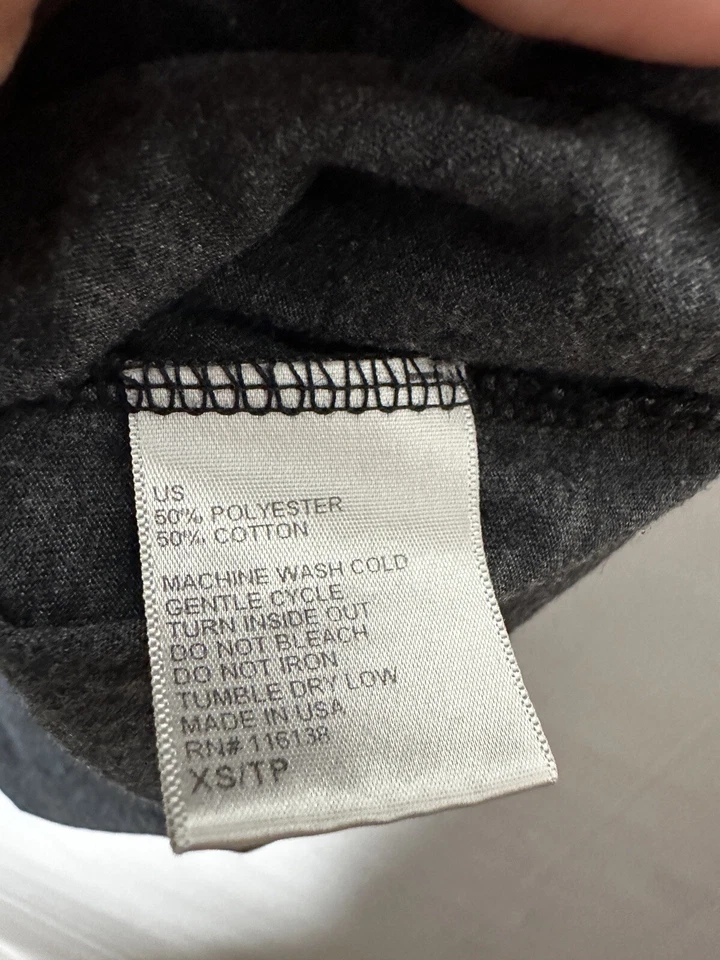 US
50% POLYESTER
50% COTTON
MACHINE WASH COLD
GENTLE CYCLE
TURN INSIDE OUT
DO NOT BLEACH
DO NOT IRON
TUMBLE DRY LOW
MADE IN USA
RN# 116138
XS/TP